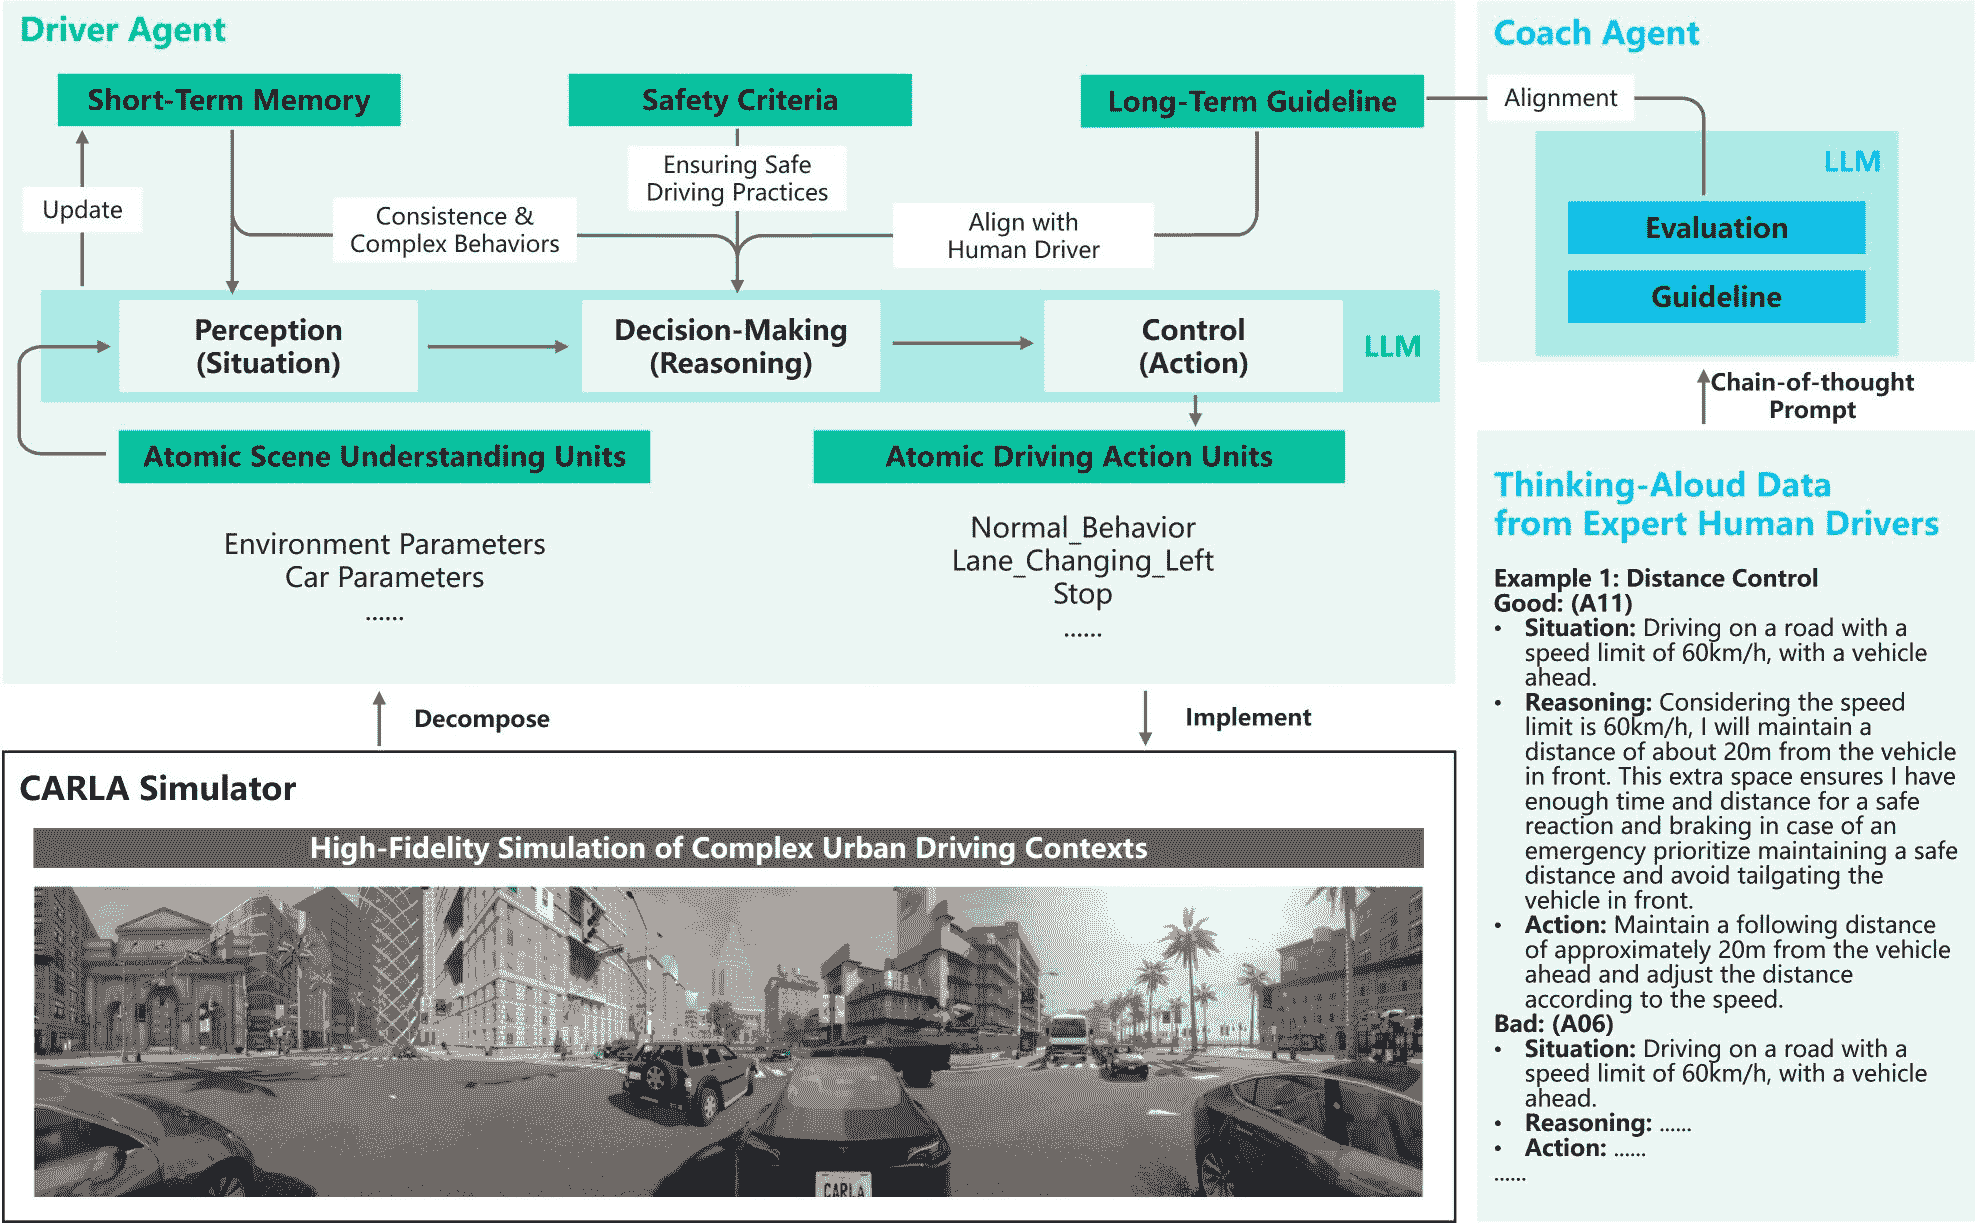 Driver Agent
Short-Term Memory
Safety Criteria
Long-Term Guideline
Update
Consistence &
Complex Behaviors
Ensuring Safe
Driving Practices
Align with
Human Driver
Perception
(Situation)
Decision-Making
(Reasoning)
Control
(Action)
LLM
Atomic Scene Understanding Units
Atomic Driving Action Units
Environment Parameters
Car Parameters
......
Normal_Behavior
Lane_Changing_Left
Stop
......
Decompose
Implement
CARLA Simulator
High-Fidelity Simulation of Complex Urban Driving Contexts
CARLA
Coach Agent
Alignment
LLM
Evaluation
Guideline
Chain-of-thought
Prompt
Thinking-Aloud Data
from Expert Human Drivers
Example 1: Distance Control
Good: (A11)
• Situation: Driving on a road with a
speed limit of 60km/h, with a vehicle
ahead.
• Reasoning: Considering the speed
limit is 60km/h, I will maintain a
distance of about 20m from the vehicle
in front. This extra space ensures I have
enough time and distance for a safe
reaction and braking in case of an
emergency prioritize maintaining a safe
distance and avoid tailgating the
vehicle in front.
• Action: Maintain a following distance
of approximately 20m from the vehicle
ahead and adjust the distance
according to the speed.
Bad: (A06)
• Situation: Driving on a road with a
speed limit of 60km/h, with a vehicle
ahead.
• Reasoning: ......
• Action: ......
......